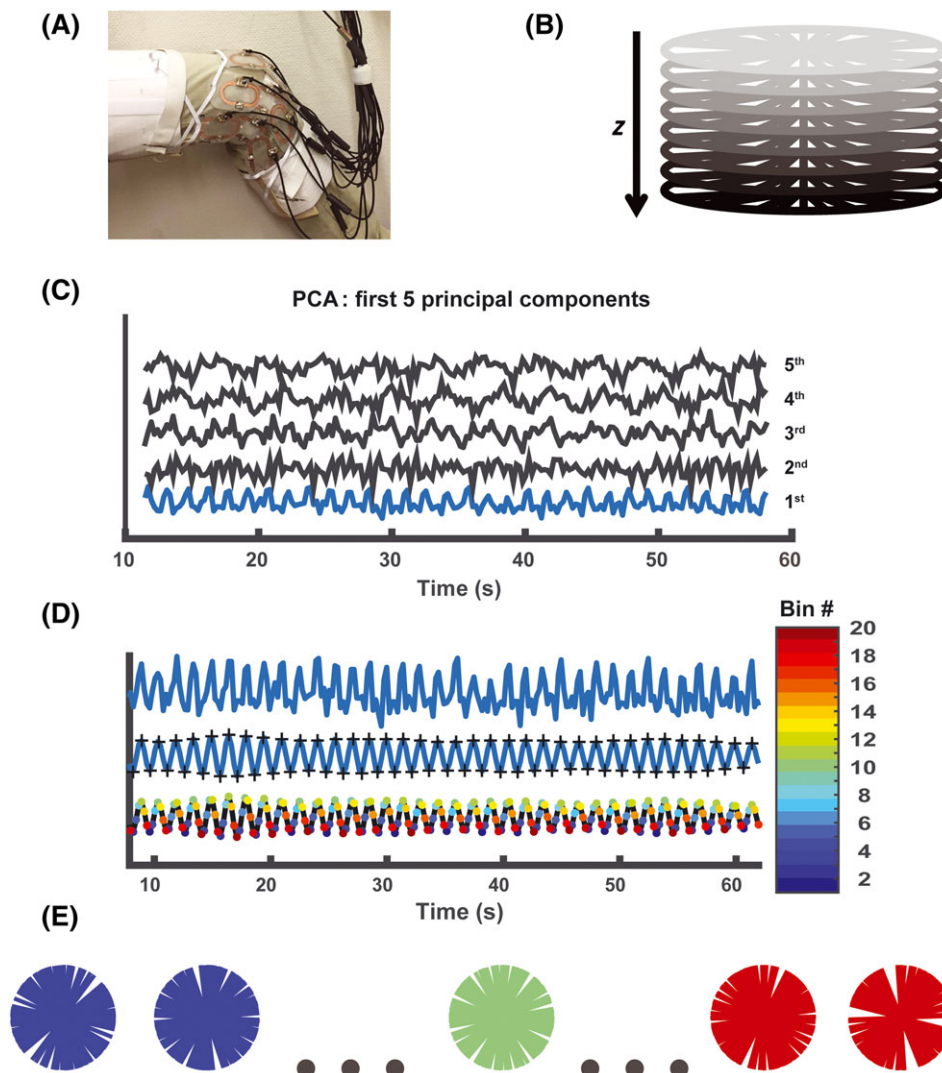 (A)
(B)
z
(C)
PCA : first 5 principal components
5th
4th
3rd
2nd
1st
10 20 30 40 50 60
Time (s)
(D)
Bin #
20
18
16
14
12
10
8
6
4
2
10 20 30 40 50 60
Time (s)
(E)